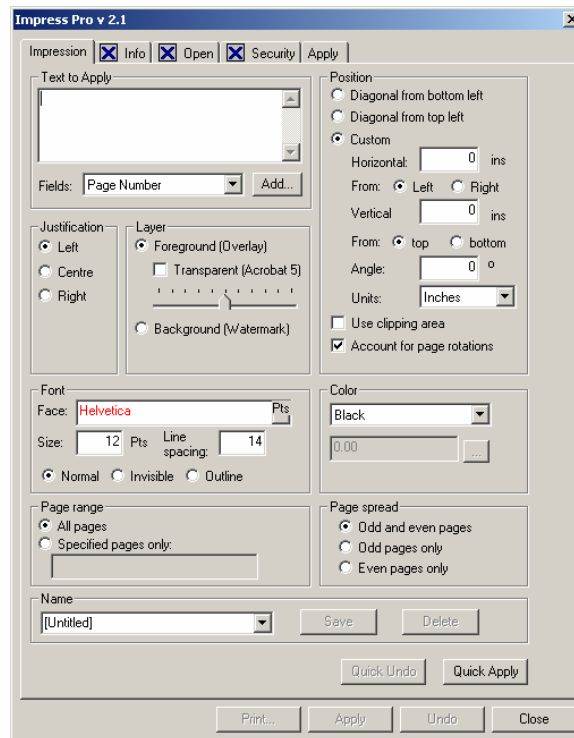 Impress Pro v 2.1
Impression Info Open Security Apply
Text to Apply
Fields: Page Number Add...
Justification
Left
Centre
Right
Layer
Foreground (Overlay)
Transparent (Acrobat 5)
Background (Watermark)
Position
Diagonal from bottom left
Diagonal from top left
Custom
Horizontal: 0 ins
From: Left Right
Vertical 0 ins
From: top bottom
Angle: 0 o
Units: Inches
Use clipping area
Account for page rotations
Font
Face: Helvetica Pts
Size: 12 Pts Line spacing: 14
Normal Invisible Outline
Color
Black
0.00 ...
Page range
All pages
Specified pages only:
Page spread
Odd and even pages
Odd pages only
Even pages only
Name
[Untitled] Save Delete
Quick Undo Quick Apply
Print... Apply Undo Close